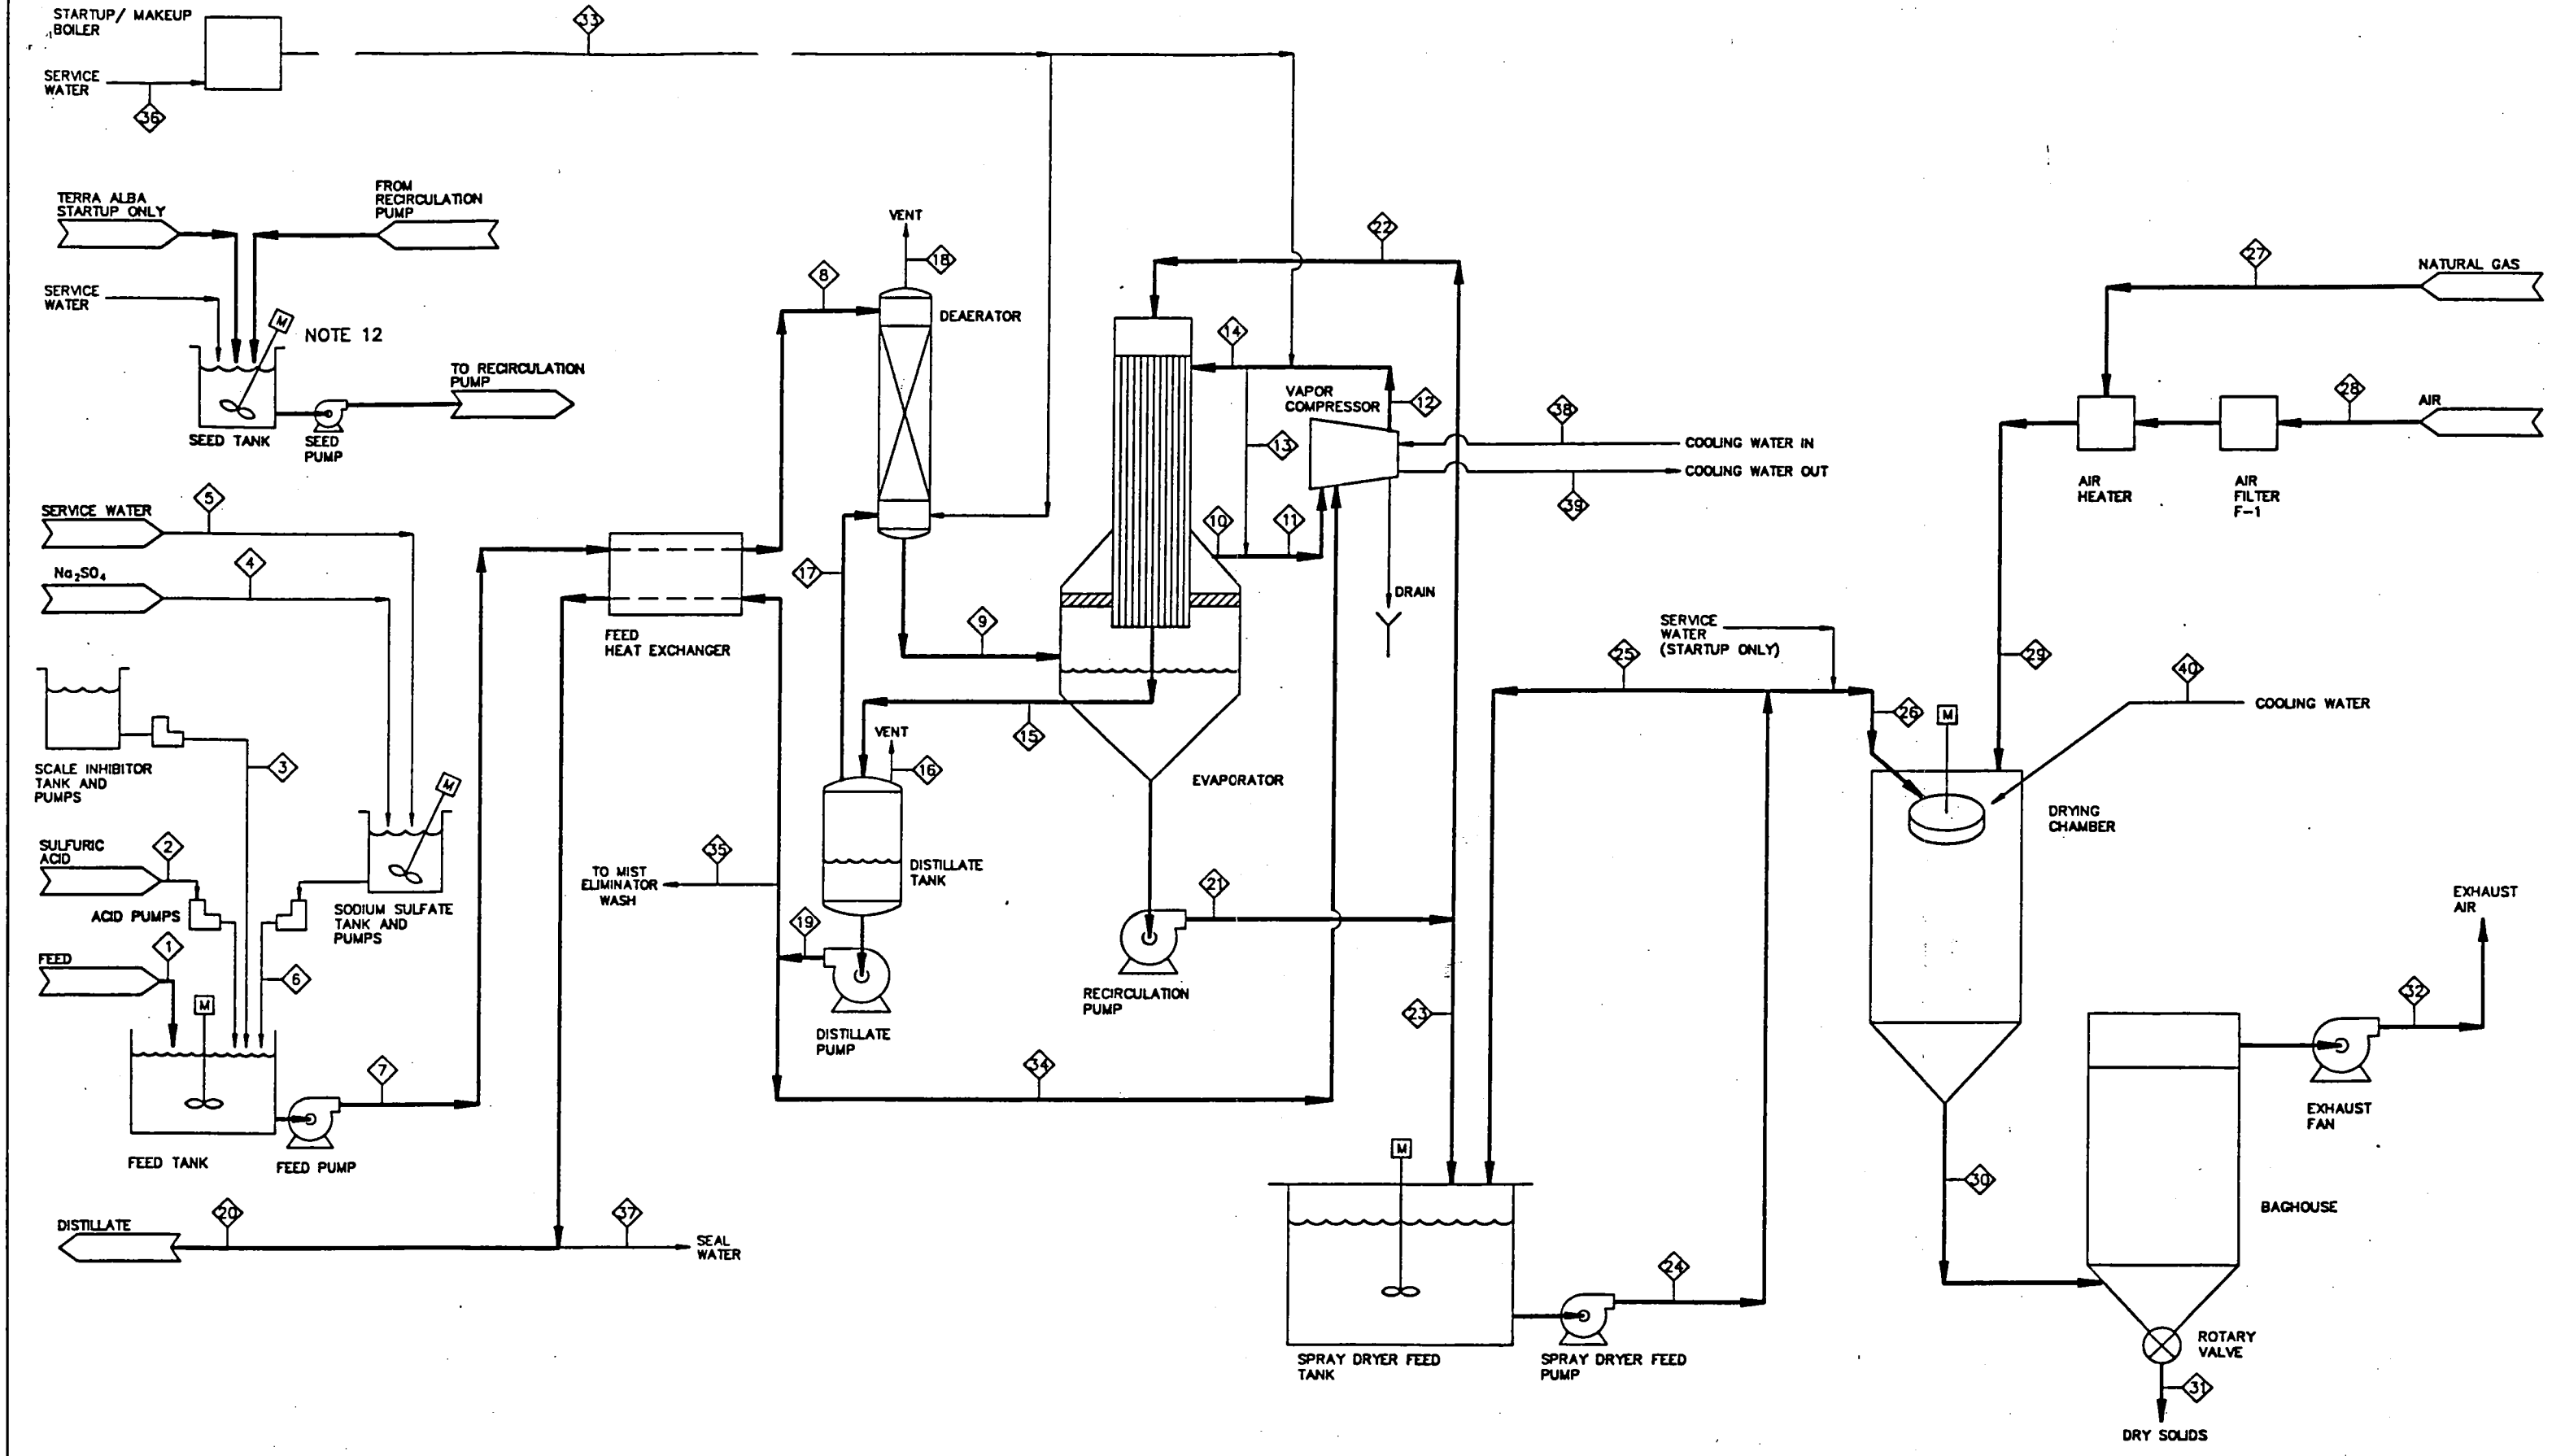 STARTUP/ MAKEUP
BOILER
33
SERVICE
WATER
36
TERRA ALBA
STARTUP ONLY
FROM
RECIRCULATION
PUMP
SERVICE
WATER
M
NOTE 12
TO RECIRCULATION
PUMP
SEED TANK
SEED
PUMP
VENT
18
8
DEAERATOR
22
14
VAPOR
COMPRESSOR
12
13
38
COOLING WATER IN
COOLING WATER OUT
39
10
11
DRAIN
27
NATURAL GAS
28
AIR
AIR
HEATER
AIR
FILTER
F-1
SERVICE WATER
5
Na₂SO₄
4
17
FEED
HEAT EXCHANGER
9
15
SERVICE
WATER
(STARTUP ONLY)
25
29
40
COOLING WATER
26
M
DRYING
CHAMBER
SCALE INHIBITOR
TANK AND
PUMPS
3
M
VENT
16
EVAPORATOR
SULFURIC
ACID
2
ACID PUMPS
SODIUM SULFATE
TANK AND
PUMPS
35
TO MIST
ELIMINATOR
WASH
DISTILLATE
TANK
19
21
FEED
1
6
M
DISTILLATE
PUMP
RECIRCULATION
PUMP
23
EXHAUST
AIR
32
7
34
EXHAUST
FAN
FEED TANK
FEED PUMP
M
30
BAGHOUSE
DISTILLATE
20
37
SEAL
WATER
24
SPRAY DRYER FEED
TANK
SPRAY DRYER FEED
PUMP
ROTARY
VALVE
31
DRY SOLIDS